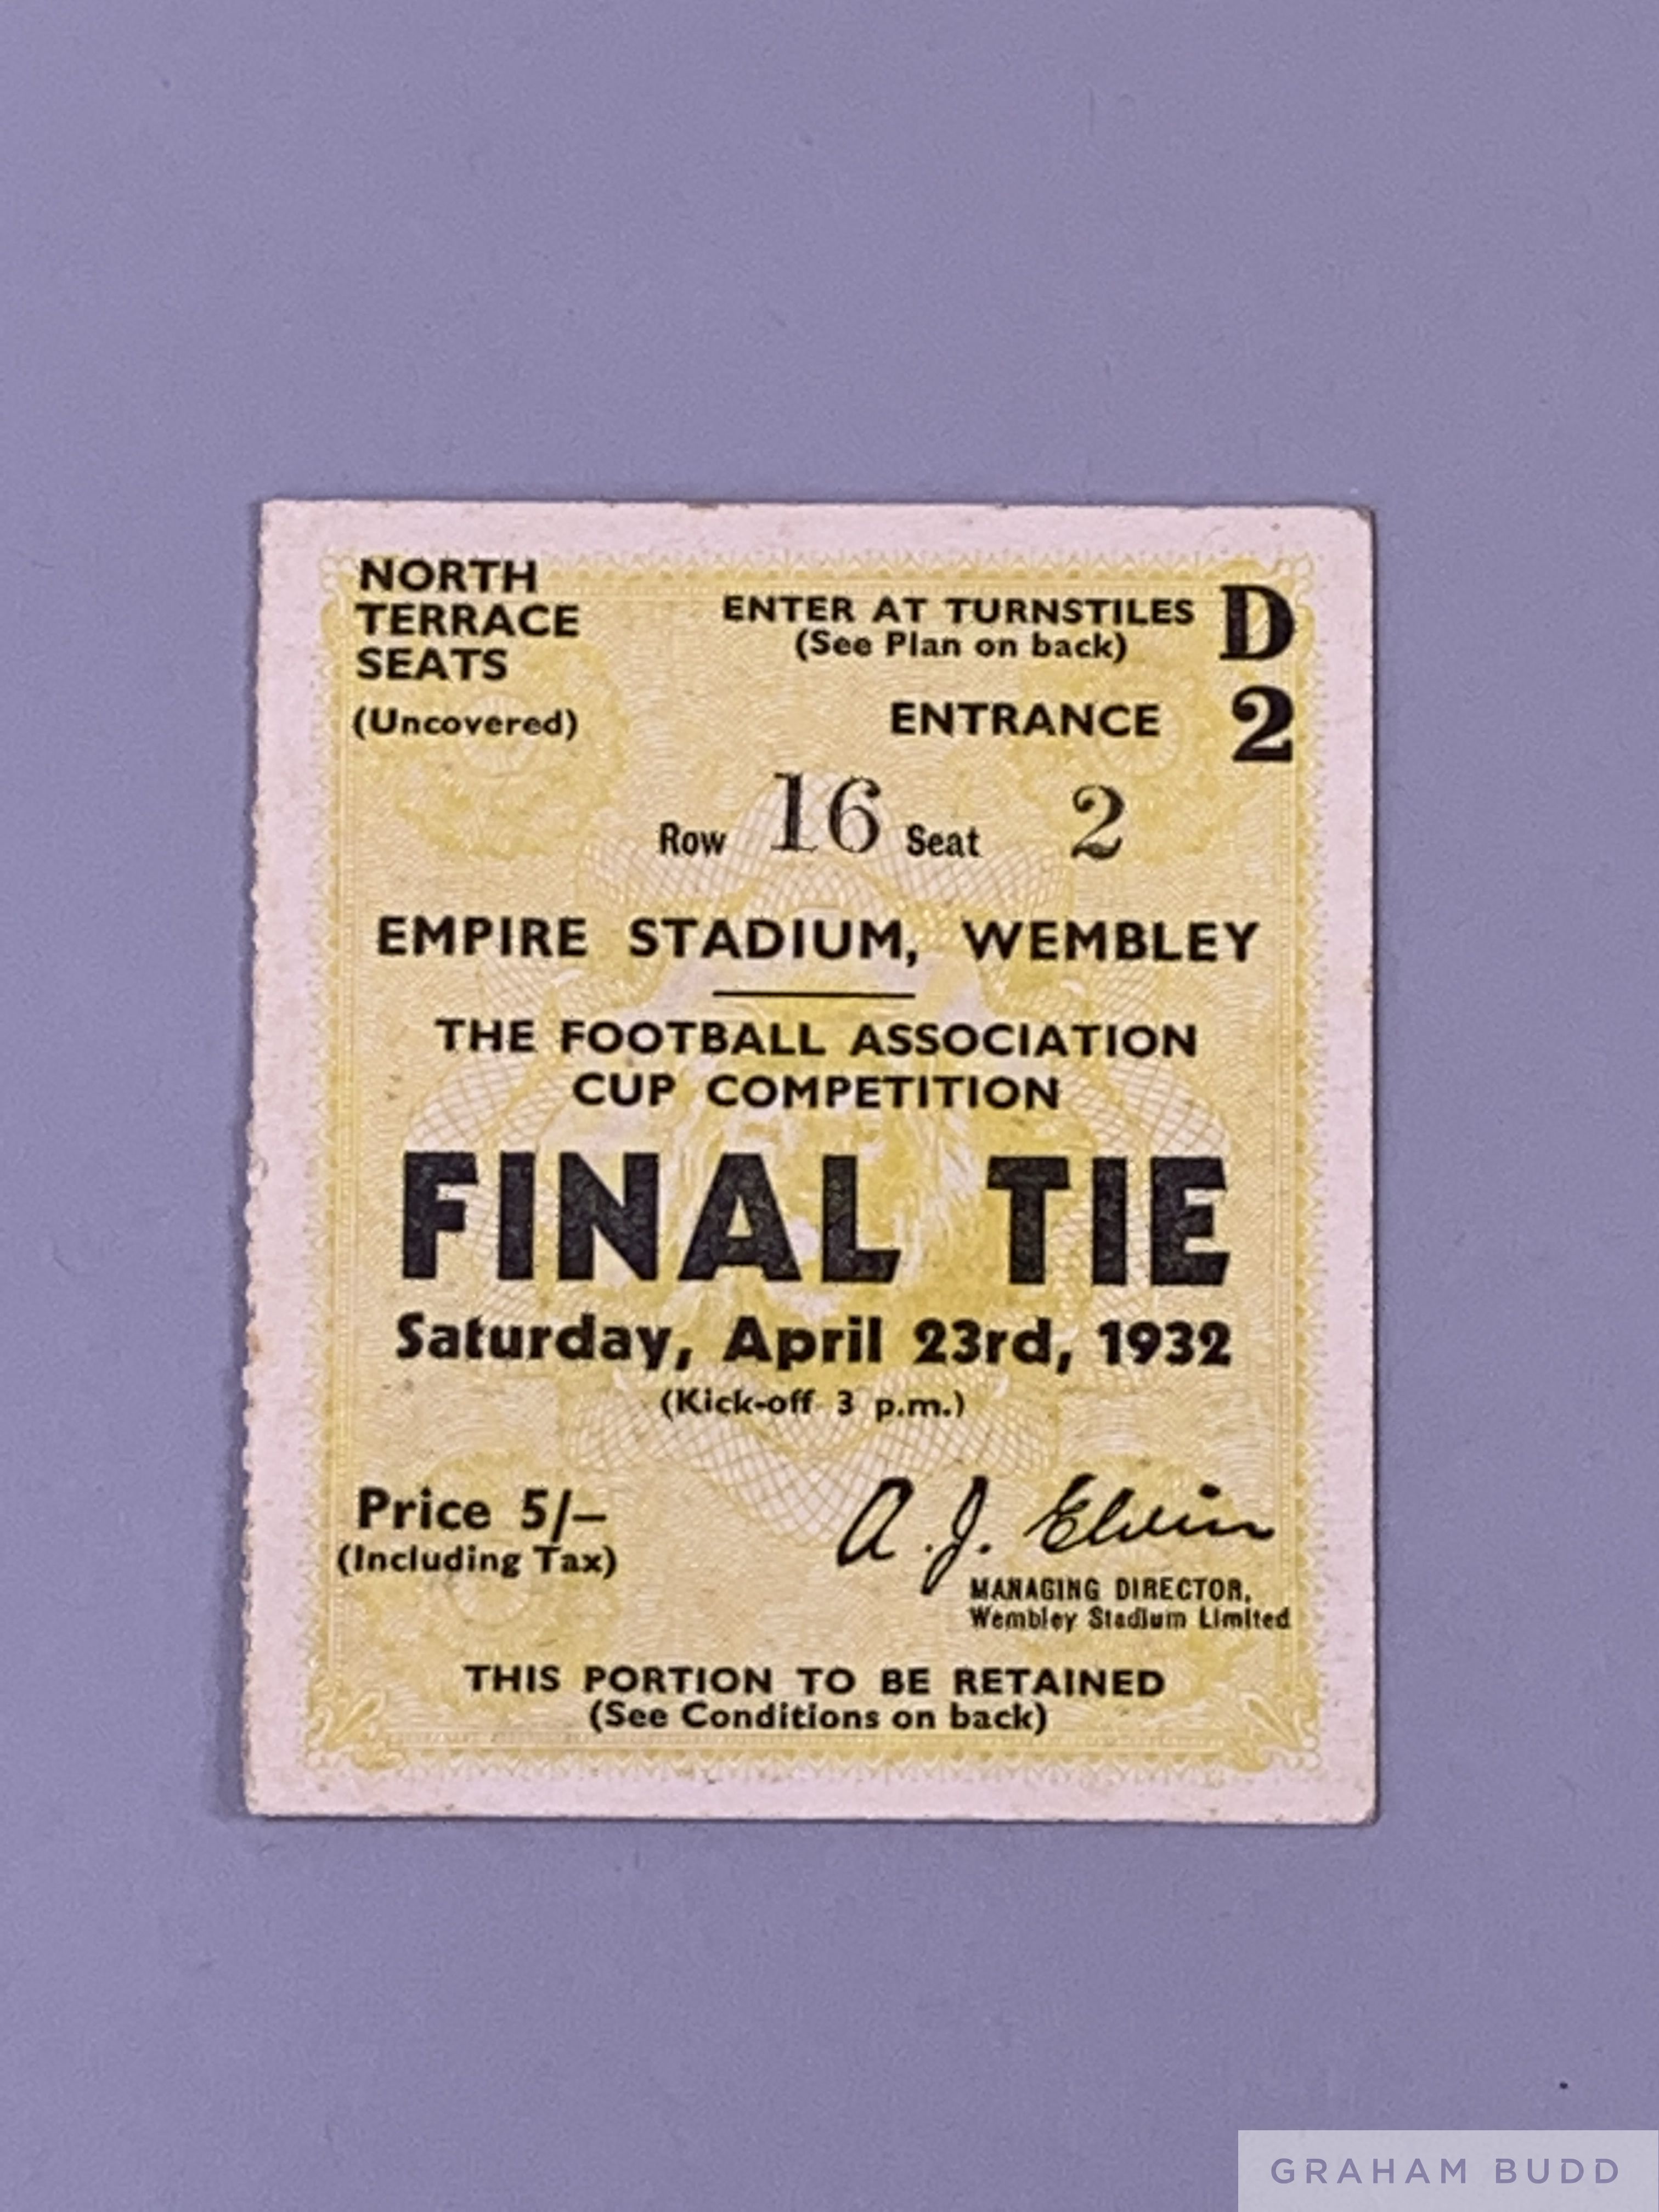 NORTH
TERRACE
SEATS
(Uncovered)
ENTER AT TURNSTILES D
(See Plan on back)
ENTRANCE 2
Row 16 Seat 2
EMPIRE STADIUM, WEMBLEY
THE FOOTBALL ASSOCIATION
CUP COMPETITION
FINAL TIE
Saturday, April 23rd, 1932
(Kick-off 3 p.m.)
Price 5/–
(Including Tax)
A. J. Elvin
MANAGING DIRECTOR,
Wembley Stadium Limited
THIS PORTION TO BE RETAINED
(See Conditions on back)
GRAHAM BUDD